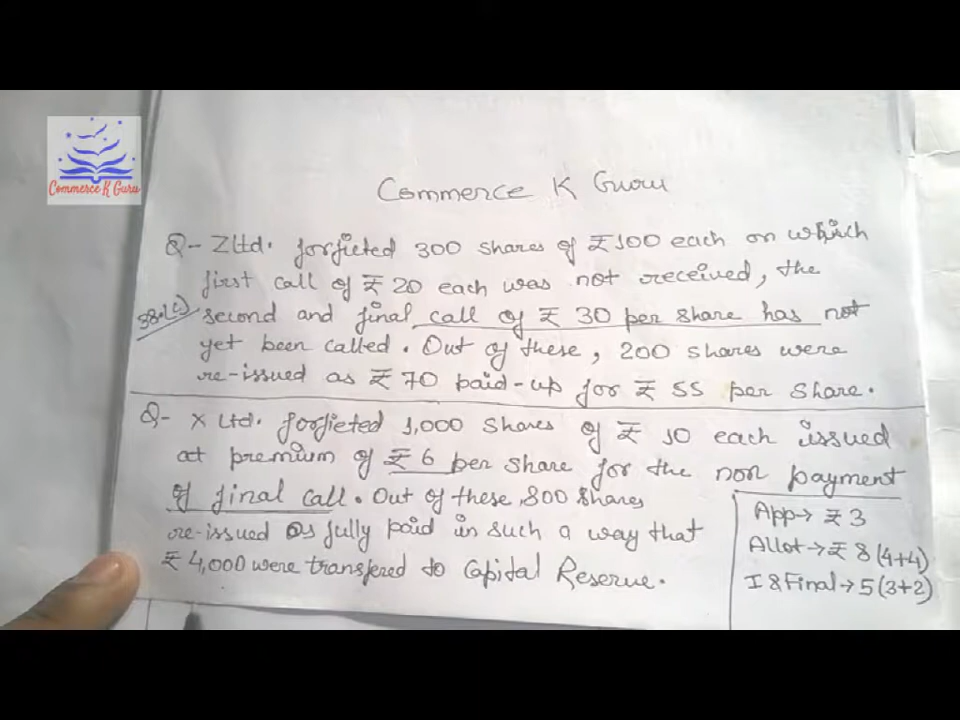 Commerce K Guru
Commerce K Guru
Q- Z Ltd. forfieted 300 shares of ₹100 each on which
first call of ₹ 20 each was not received, the
38.(c)
second and final call of ₹ 30 per share has not
yet been called. Out of these, 200 shares were
re-issued as ₹ 70 paid-up for ₹ 55 per share.
Q- X Ltd. forfieted 1,000 shares of ₹ 10 each issued
at premium of ₹ 6 per share for the non payment
of final call. Out of these, 800 shares
re-issued as fully paid in such a way that
₹ 4,000 were transfered to Capital Reserve.
App→ ₹ 3
Allot→ ₹ 8 (4+4)
I & Final → 5 (3+2)